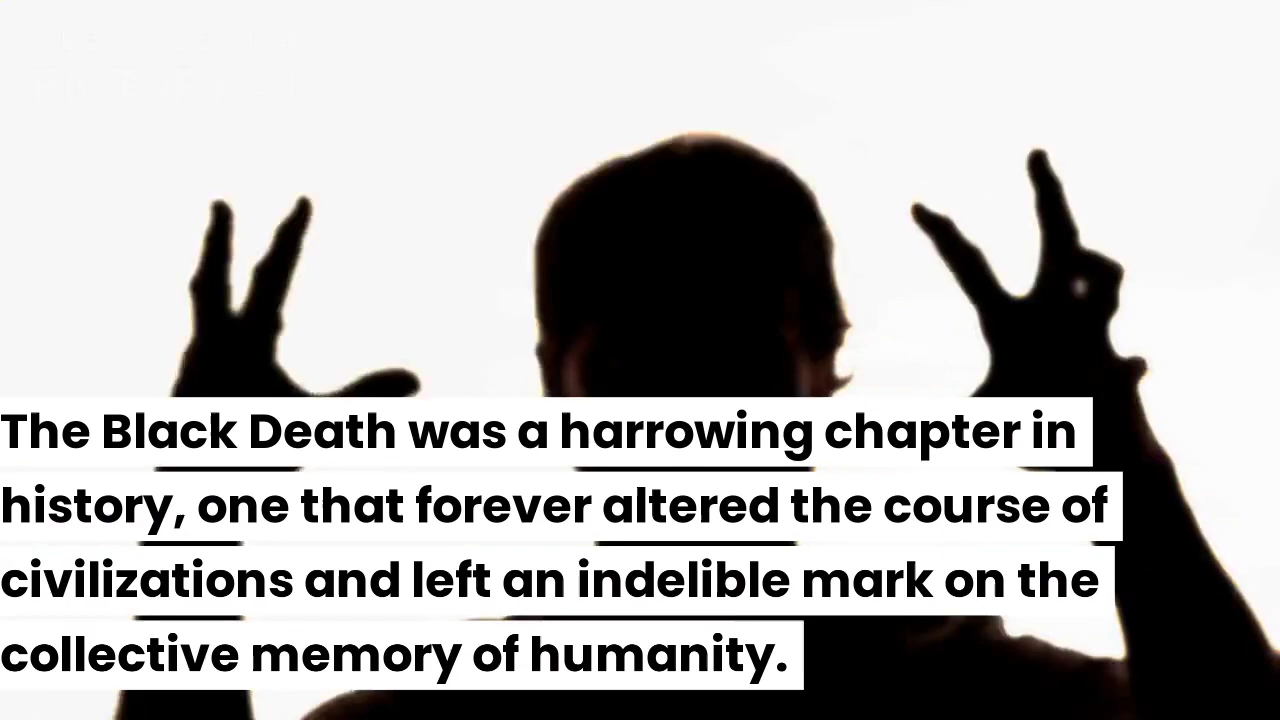 The Black Death was a harrowing chapter in
history, one that forever altered the course of
civilizations and left an indelible mark on the
collective memory of humanity.